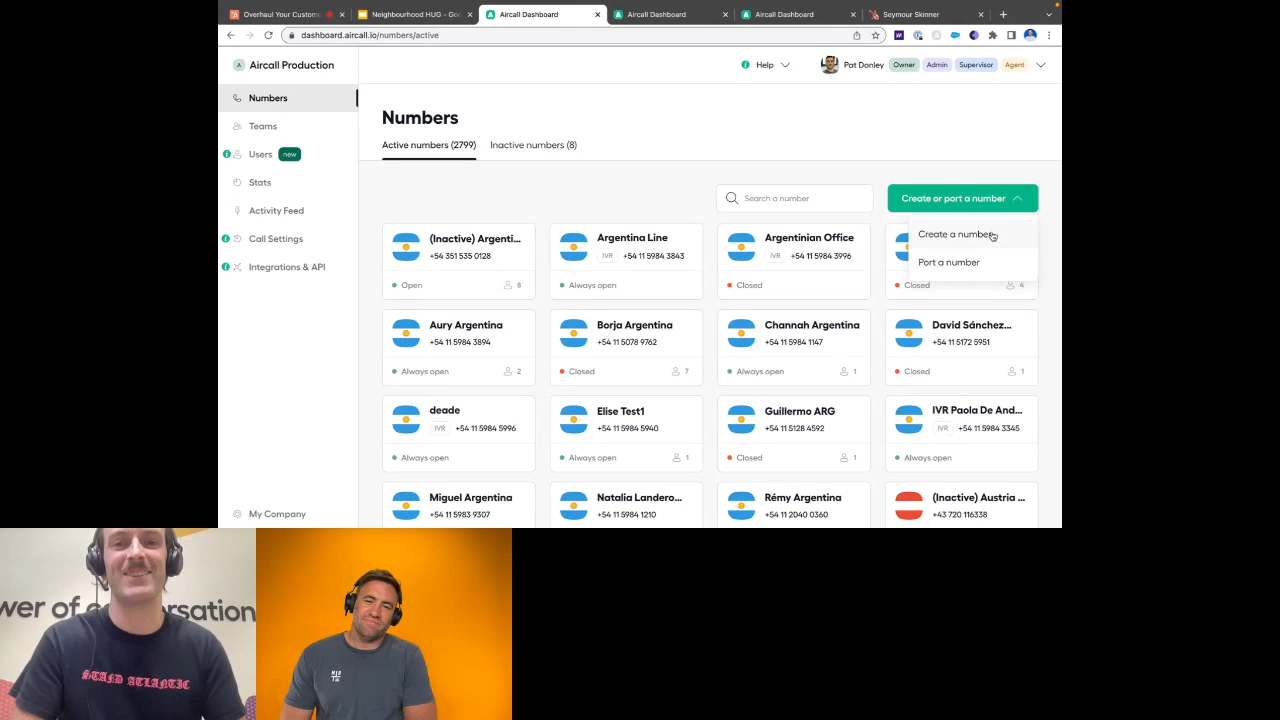 Overhaul Your Custome
Neighbourhood HUG - Goo
Aircall Dashboard
Aircall Dashboard
Aircall Dashboard
Seymour Skinner
dashboard.aircall.io/numbers/active
Aircall Production
Help
Pat Donley
Owner
Admin
Supervisor
Agent
Numbers
Teams
Users new
Stats
Activity Feed
Call Settings
Integrations & API
My Company
Numbers
Active numbers (2799)
Inactive numbers (8)
Search a number
Create or port a number
Create a number
Port a number
(Inactive) Argenti...
+54 351 535 0128
Open 8
Argentina Line
IVR +54 11 5984 3843
Always open
Argentinian Office
IVR +54 11 5984 3996
Closed
Closed 4
Aury Argentina
+54 11 5984 3894
Always open 2
Borja Argentina
+54 11 5078 9762
Closed 7
Channah Argentina
+54 11 5984 1147
Always open 1
David Sánchez...
+54 11 5172 5951
Closed 1
deade
IVR +54 11 5984 5996
Always open
Elise Test1
+54 11 5984 5940
Always open 1
Guillermo ARG
+54 11 5128 4592
Closed 1
IVR Paola De And...
IVR +54 11 5984 3345
Always open
Miguel Argentina
+54 11 5983 9307
Natalia Landero...
+54 11 5984 1210
Rémy Argentina
+54 11 2040 0360
(Inactive) Austria ...
+43 720 116338
wer of conversation
STAND ATLANTIC